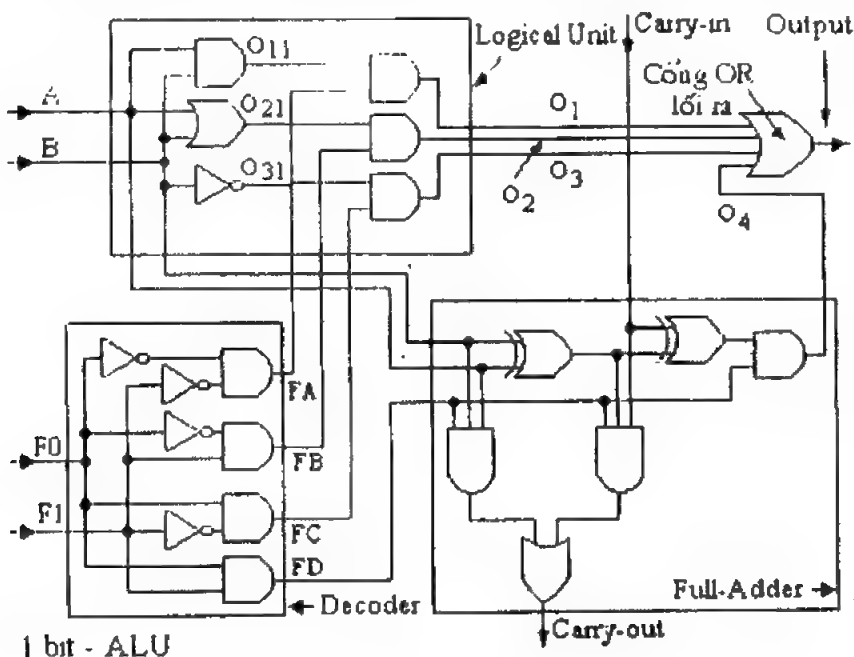 O11
Logical Unit
Carry-in
Output
Cổng OR
lối ra
A
O21
O1
B
O31
O2
O3
O4
FA
F0
FB
F1
FC
FD
Decoder
Full-Adder
Carry-out
1 bit - ALU